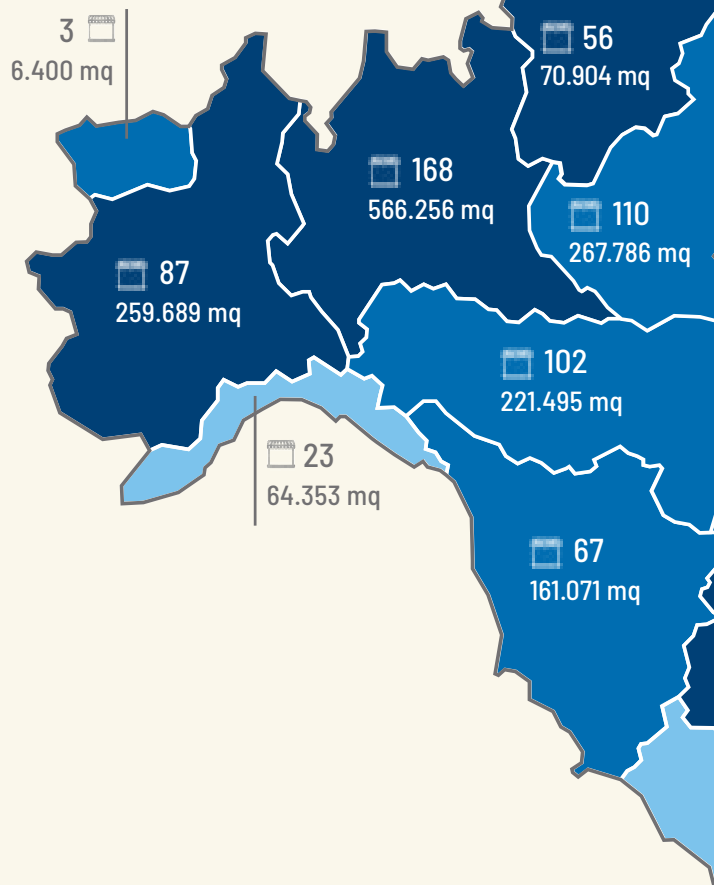 3
6.400 mq
56
70.904 mq
168
566.256 mq
110
267.786 mq
87
259.689 mq
102
221.495 mq
23
64.353 mq
67
161.071 mq